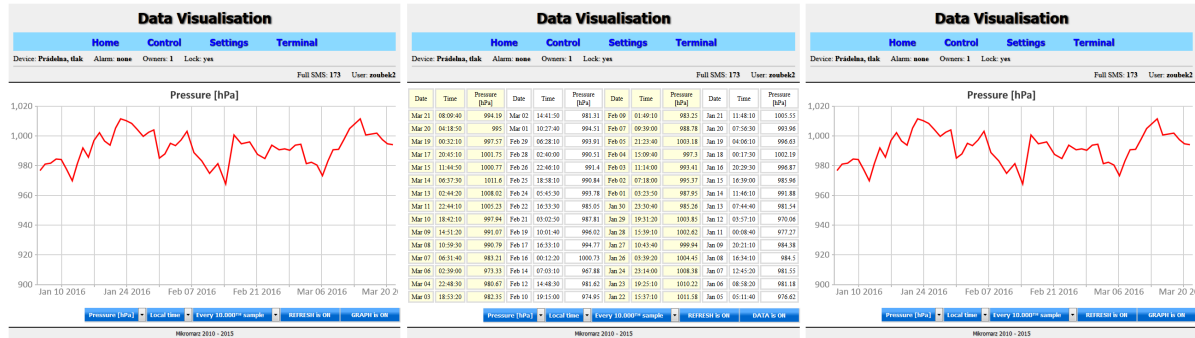 Data Visualisation
Home Control Settings Terminal
Device: Prádelna, tlak Alarm: none Owners: 1 Lock: yes
Full SMS: 173 User: zoubek2
Pressure [hPa]
1,020
1,000
980
960
940
920
900
Jan 10 2016 Jan 24 2016 Feb 07 2016 Feb 21 2016 Mar 06 2016 Mar 20 2
Pressure [hPa] Local time Every 10.000TH sample REFRESH is ON GRAPH is ON
Mikromarz 2010 - 2015
Data Visualisation
Home Control Settings Terminal
Device: Prádelna, tlak Alarm: none Owners: 1 Lock: yes
Full SMS: 173 User: zoubek2
Date Time Pressure [hPa] Date Time Pressure [hPa] Date Time Pressure [hPa] Date Time Pressure [hPa]
Mar 21 08:09:40 994.19 Mar 02 14:41:50 981.31 Feb 09 01:49:10 983.25 Jan 21 11:48:10 1005.55
Mar 20 04:18:50 995 Mar 01 10:27:40 994.51 Feb 07 09:39:00 988.78 Jan 20 07:56:30 993.96
Mar 19 00:32:10 997.57 Feb 29 06:28:10 993.91 Feb 05 21:23:40 1003.18 Jan 19 04:06:10 996.63
Mar 17 20:45:10 1001.75 Feb 28 02:40:00 990.51 Feb 04 15:09:40 997.3 Jan 18 00:17:30 1002.19
Mar 15 11:44:50 1000.77 Feb 26 22:46:10 991.4 Feb 03 11:14:00 993.41 Jan 16 20:29:30 996.87
Mar 14 06:57:30 1011.6 Feb 25 18:58:10 990.84 Feb 02 07:18:00 995.37 Jan 15 16:39:00 985.96
Mar 13 02:44:20 1008.02 Feb 24 05:45:30 993.78 Feb 01 03:23:50 987.95 Jan 14 11:46:10 991.88
Mar 11 22:44:10 1005.23 Feb 22 16:33:30 985.05 Jan 30 23:30:40 985.26 Jan 13 07:44:40 981.54
Mar 10 18:42:10 997.94 Feb 21 03:02:50 987.81 Jan 29 19:31:20 1003.85 Jan 12 03:57:10 970.06
Mar 09 14:51:20 991.07 Feb 19 10:01:40 996.02 Jan 28 15:39:10 1002.62 Jan 11 00:08:40 977.27
Mar 08 10:59:30 990.79 Feb 17 16:33:10 994.77 Jan 27 10:43:40 999.94 Jan 09 20:21:10 984.38
Mar 07 06:31:40 983.21 Feb 16 00:12:20 1000.73 Jan 26 03:39:20 1004.45 Jan 08 16:34:10 984.5
Mar 06 02:39:00 973.33 Feb 14 07:03:10 967.88 Jan 24 23:14:00 1008.38 Jan 07 12:45:20 981.55
Mar 04 22:48:30 980.67 Feb 12 14:48:30 981.62 Jan 23 19:25:10 1010.22 Jan 06 08:58:20 981.18
Mar 03 18:53:20 982.35 Feb 10 19:15:00 974.95 Jan 22 15:37:10 1011.58 Jan 05 05:11:40 976.62
Pressure [hPa] Local time Every 10.000TH sample REFRESH is ON DATA is ON
Mikromarz 2010 - 2015
Data Visualisation
Home Control Settings Terminal
Device: Prádelna, tlak Alarm: none Owners: 1 Lock: yes
Full SMS: 173 User: zoubek2
Pressure [hPa]
1,020
1,000
980
960
940
920
900
Jan 10 2016 Jan 24 2016 Feb 07 2016 Feb 21 2016 Mar 06 2016 Mar 20 2
Pressure [hPa] Local time Every 10.000TH sample REFRESH is ON GRAPH is ON
Mikromarz 2010 - 2015